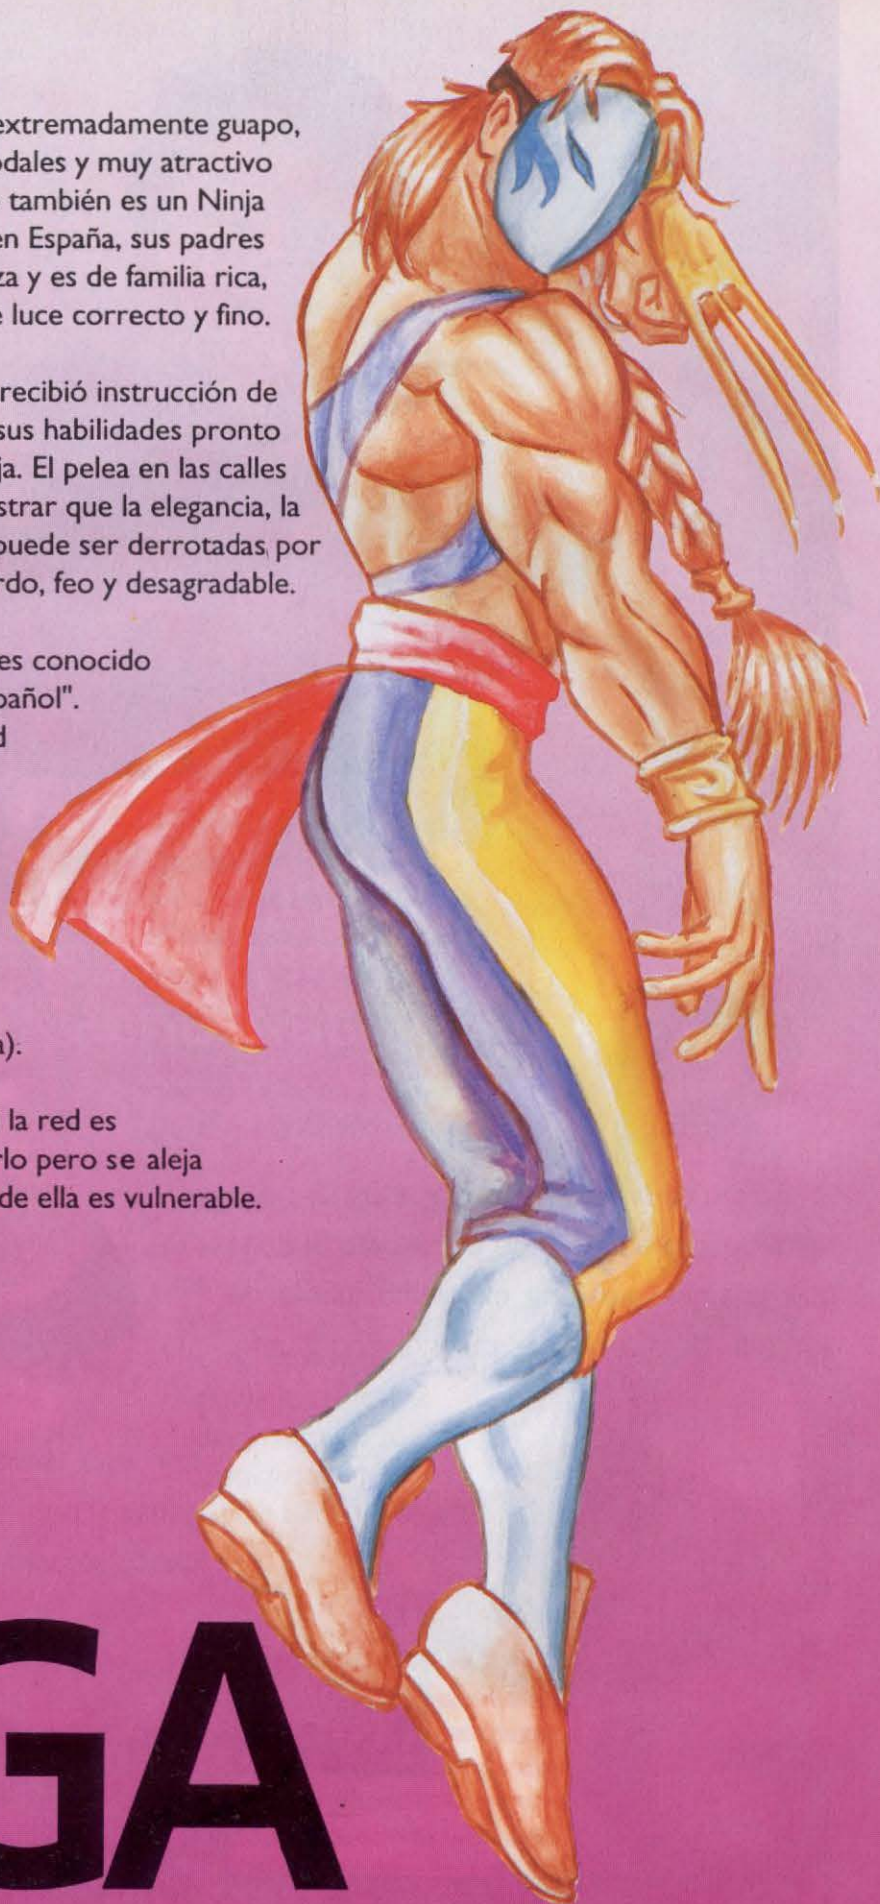 extremadamente guapo,
odales y muy atractivo
también es un Ninja
en España, sus padres
za y es de familia rica,
e luce correcto y fino.
recibió instrucción de
sus habilidades pronto
ja. El pelea en las calles
strar que la elegancia, la
puede ser derrotadas por
rdo, feo y desagradable.
es conocido
pañol".
d
a).
la red es
rlo pero se aleja
de ella es vulnerable.
GA